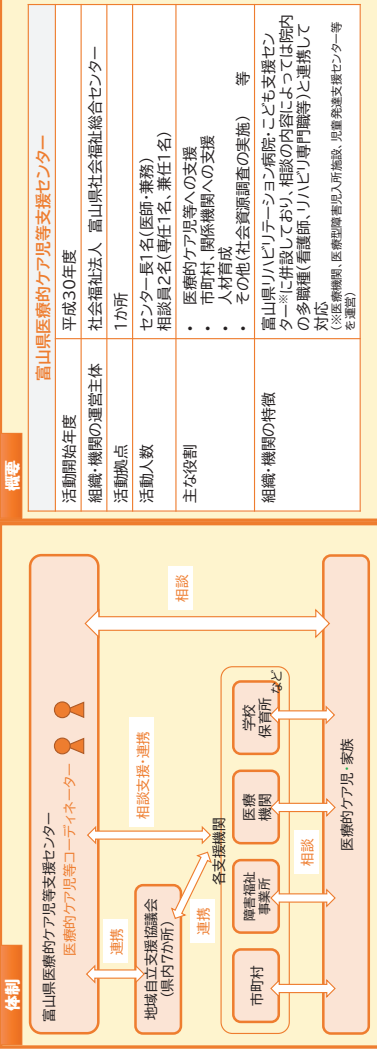 体制
富山県医療的ケア児等支援センター
医療的ケア児等コーディネーター
連携
相談支援・連携
相談
地域自立支援協議会
(県内7か所)
連携
各支援機関
市町村
障害福祉
事業所
医療
機関
学校
保育所
など
相談
医療的ケア児・家族
概要
富山県医療的ケア児等支援センター
活動開始年度
平成30年度
組織・機関の運営主体
社会福祉法人 富山県社会福祉総合センター
活動拠点
1か所
活動人数
センター長1名(医師・兼務)
相談員2名(専任1名、兼任1名)
主な役割
• 医療的ケア児等への支援
• 市町村、関係機関への支援
• 人材育成
• その他(社会資源調査の実施) 等
組織・機関の特徴
富山県リハビリテーション病院・こども支援セン
ター※に併設しており、相談の内容によっては院内
の多職種(看護師、リハビリ専門職等)と連携して
対応
(※医療機関、医療型障害児入所施設、児童発達支援センター等
を運営)